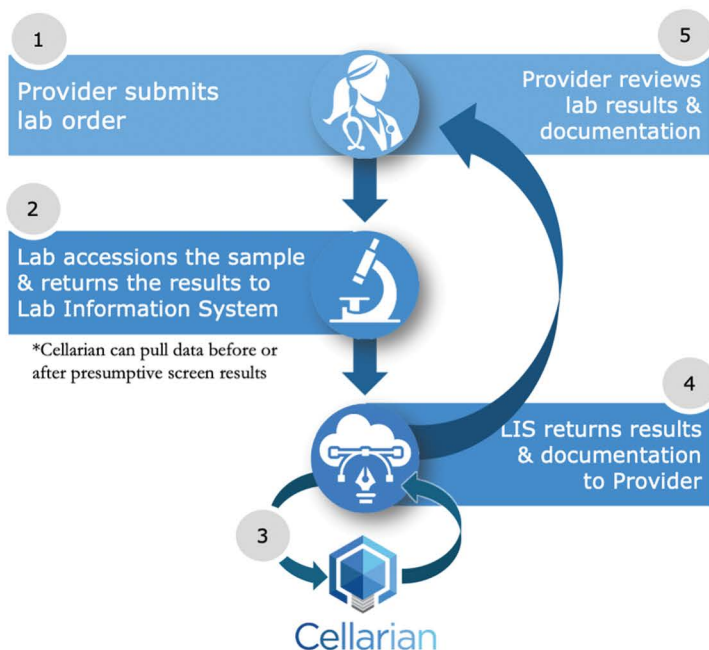 1
Provider submits
lab order
5
Provider reviews
lab results &
documentation
2
Lab accessions the sample
& returns the results to
Lab Information System
*Cellarian can pull data before or
after presumptive screen results
4
LIS returns results
& documentation
to Provider
3
Cellarian